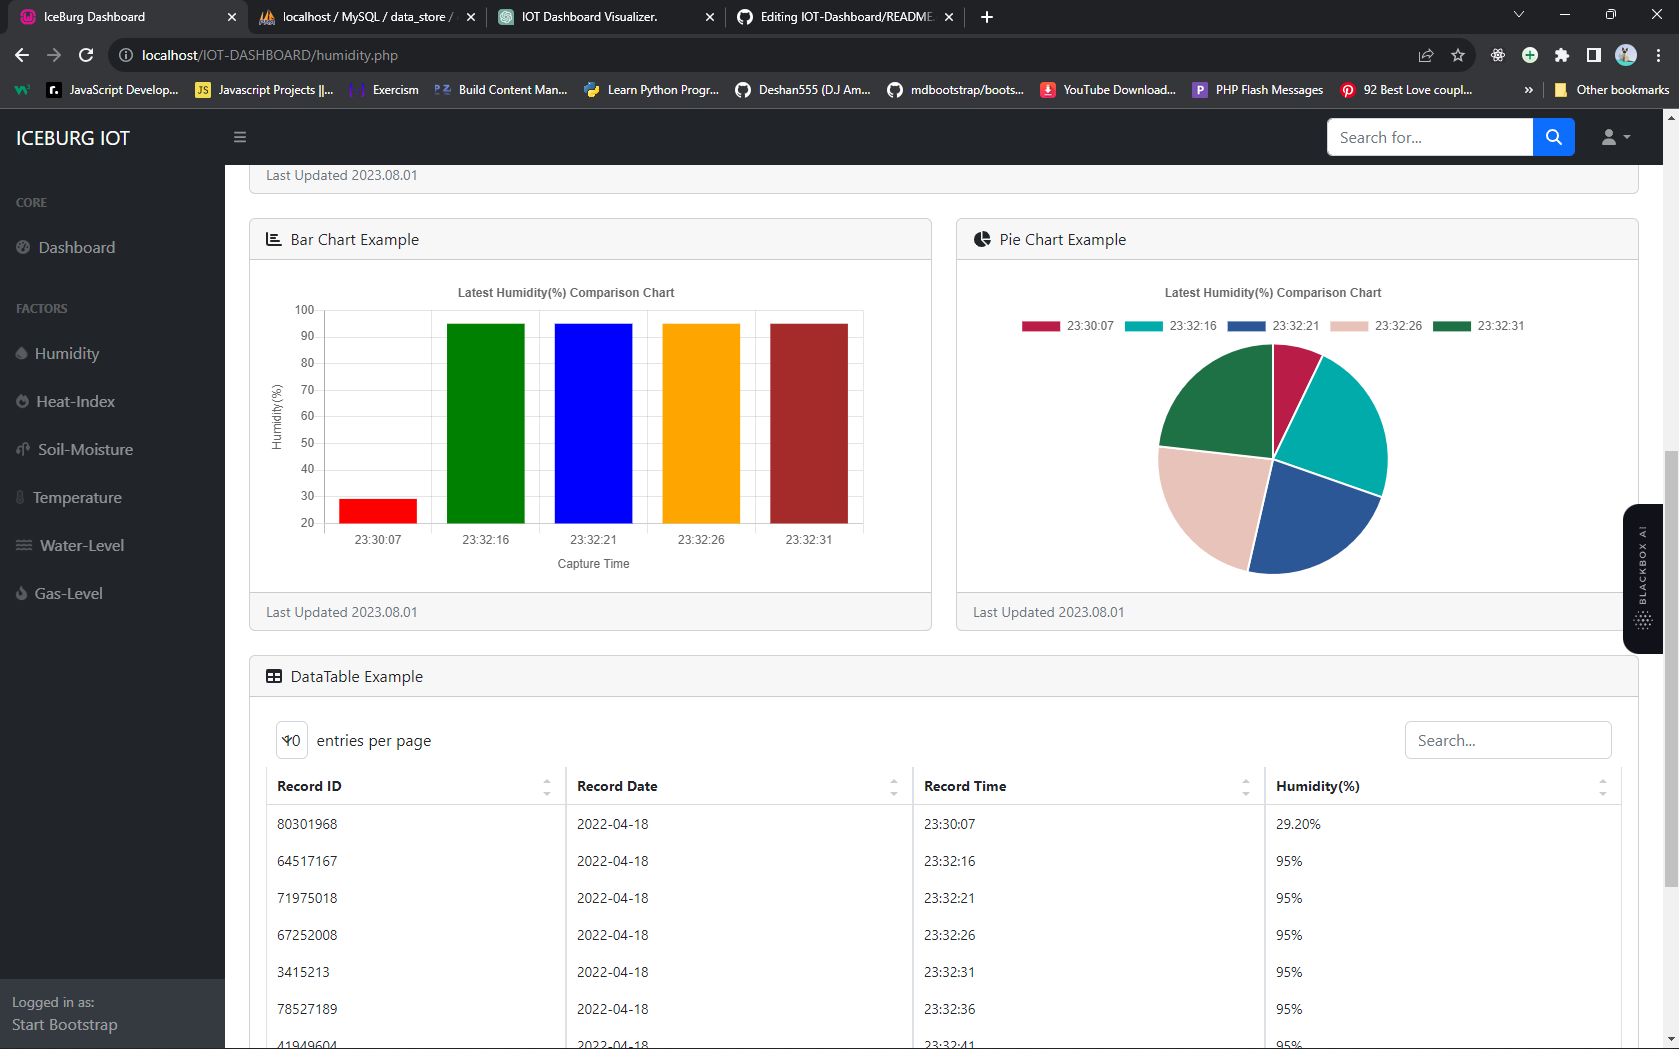 IceBurg Dashboard
localhost / MySQL / data_store /
IOT Dashboard Visualizer.
Editing IOT-Dashboard/README.
localhost/IOT-DASHBOARD/humidity.php
JavaScript Develop...
JS Javascript Projects ||...
Exercism
Build Content Man...
Learn Python Progr...
Deshan555 (DJ Am...
mdbootstrap/boots...
YouTube Download...
P PHP Flash Messages
92 Best Love coupl...
»
Other bookmarks
ICEBURG IOT
Search for...
CORE
Dashboard
FACTORS
Humidity
Heat-Index
Soil-Moisture
Temperature
Water-Level
Gas-Level
Logged in as:
Start Bootstrap
Last Updated 2023.08.01
Bar Chart Example
Latest Humidity(%) Comparison Chart
100
90
80
70
60
50
40
30
20
Humidity(%)
23:30:07 23:32:16 23:32:21 23:32:26 23:32:31
Capture Time
Last Updated 2023.08.01
Pie Chart Example
Latest Humidity(%) Comparison Chart
23:30:07 23:32:16 23:32:21 23:32:26 23:32:31
Last Updated 2023.08.01
BLACKBOX AI
DataTable Example
10 entries per page
Search...
Record ID Record Date Record Time Humidity(%)
80301968 2022-04-18 23:30:07 29.20%
64517167 2022-04-18 23:32:16 95%
71975018 2022-04-18 23:32:21 95%
67252008 2022-04-18 23:32:26 95%
3415213 2022-04-18 23:32:31 95%
78527189 2022-04-18 23:32:36 95%
41949604 2022-04-18 23:32:41 95%